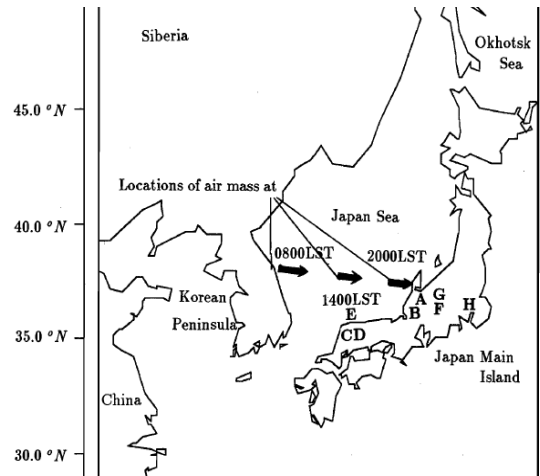 Siberia
Okhotsk
Sea
45.0 °N
Locations of air mass at
40.0 °N
Japan Sea
0800LST
2000LST
Korean
Peninsula
1400LST
E
A
G
B
F
H
35.0 °N
CD
Japan Main
Island
China
30.0 °N